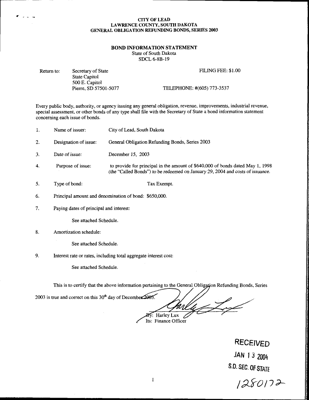 CITY OF LEAD
LAWRENCE COUNTY, SOUTH DAKOTA
GENERAL OBLIGATION REFUNDING BONDS, SERIES 2003
BOND INFORMATION STATEMENT
State of South Dakota
SDCL 6-8B-19
Return to: Secretary of State FILING FEE: $1.00
State Capitol
500 E. Capitol
Pierre, SD 57501-5077 TELEPHONE: #(605) 773-3537
Every public body, authority, or agency issuing any general obligation, revenue, improvements, industrial revenue,
special assessment, or other bonds of any type shall file with the Secretary of State a bond information statement
concerning each issue of bonds.
1. Name of issuer: City of Lead, South Dakota
2. Designation of issue: General Obligation Refunding Bonds, Series 2003
3. Date of issue: December 15, 2003
4. Purpose of issue: to provide for principal in the amount of $640,000 of bonds dated May 1, 1998
(the "Called Bonds") to be redeemed on January 29, 2004 and costs of issuance.
5. Type of bond: Tax Exempt.
6. Principal amount and denomination of bond: $650,000.
7. Paying dates of principal and interest:
See attached Schedule.
8. Amortization schedule:
See attached Schedule.
9. Interest rate or rates, including total aggregate interest cost:
See attached Schedule.
This is to certify that the above information pertaining to the General Obligation Refunding Bonds, Series
2003 is true and correct on this 30th day of December 2003.
By: Harley Lux
Its: Finance Officer
RECEIVED
JAN 13 2004
S.D. SEC. OF STATE
1280172
1